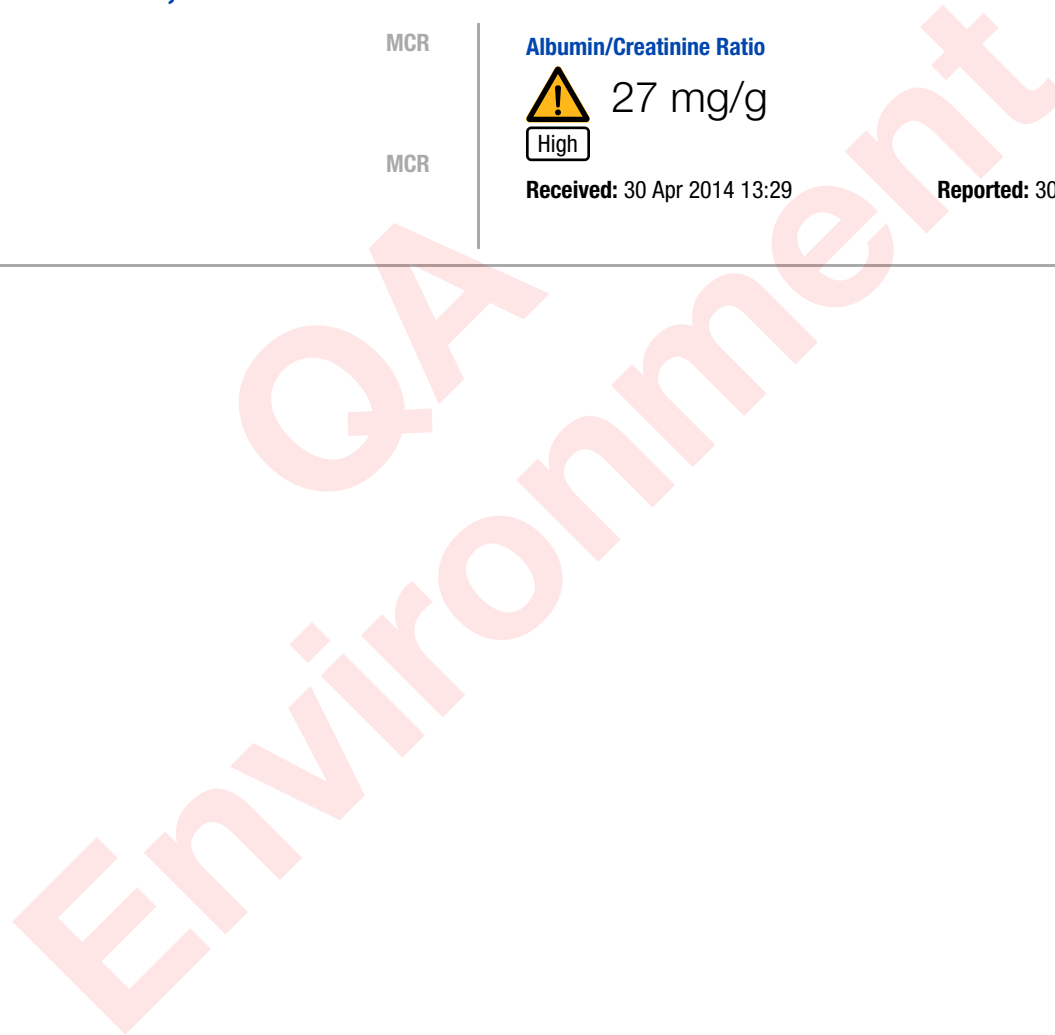 MCR
Albumin/Creatinine Ratio
27 mg/g
High
MCR
Received: 30 Apr 2014 13:29
Reported: 30
QA
Environment